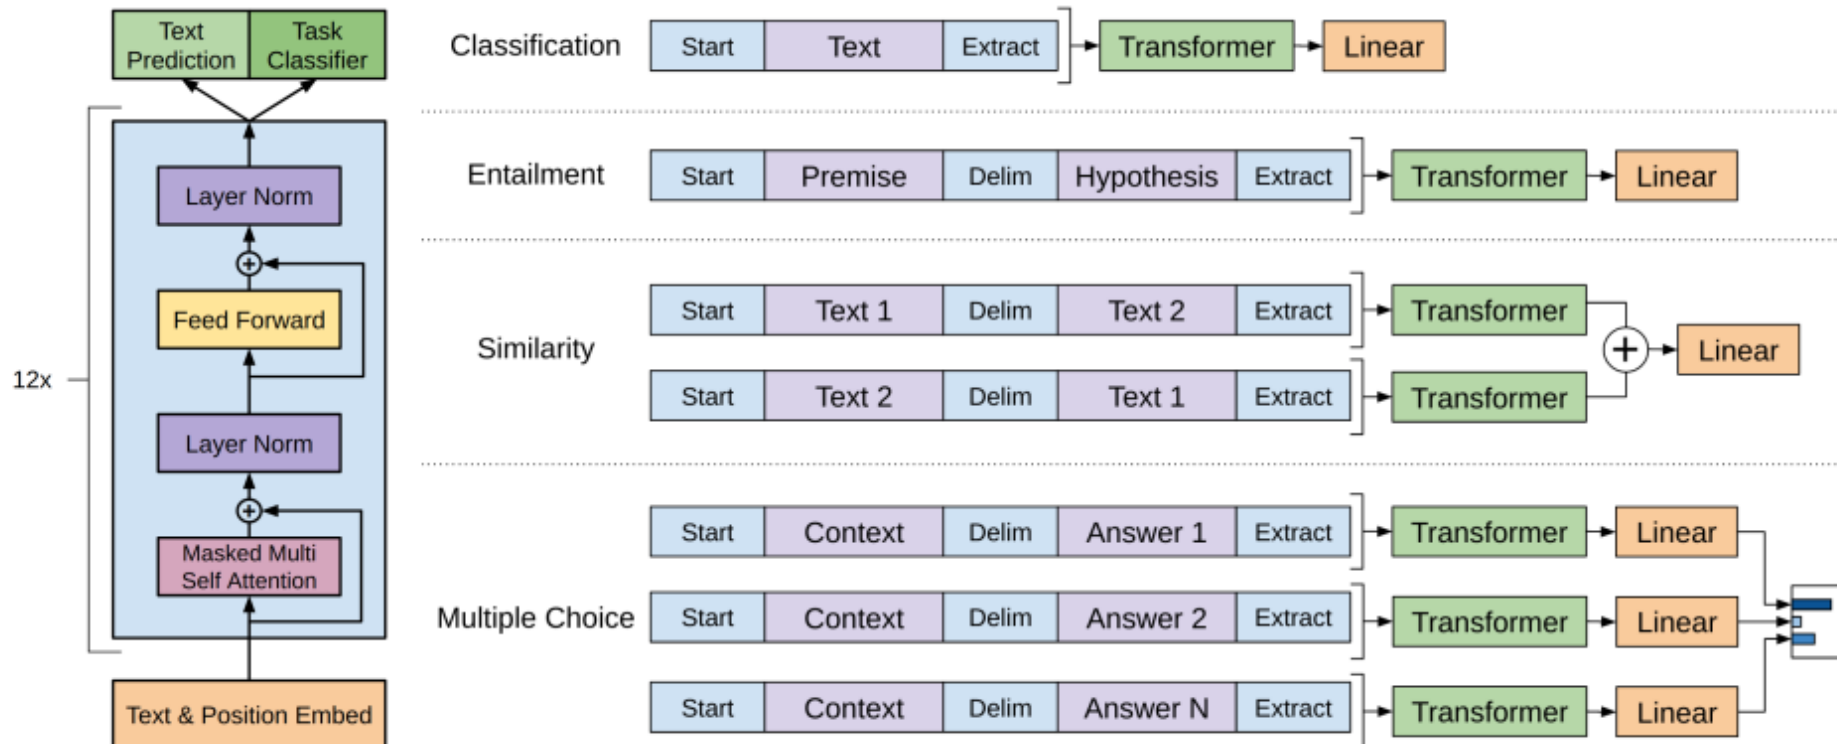 Text Prediction
Task Classifier
12x
Layer Norm
Feed Forward
Layer Norm
Masked Multi Self Attention
Text & Position Embed
Classification
Start Text Extract Transformer Linear
Entailment
Start Premise Delim Hypothesis Extract Transformer Linear
Similarity
Start Text 1 Delim Text 2 Extract Transformer
Start Text 2 Delim Text 1 Extract Transformer
Linear
Multiple Choice
Start Context Delim Answer 1 Extract Transformer Linear
Start Context Delim Answer 2 Extract Transformer Linear
Start Context Delim Answer N Extract Transformer Linear